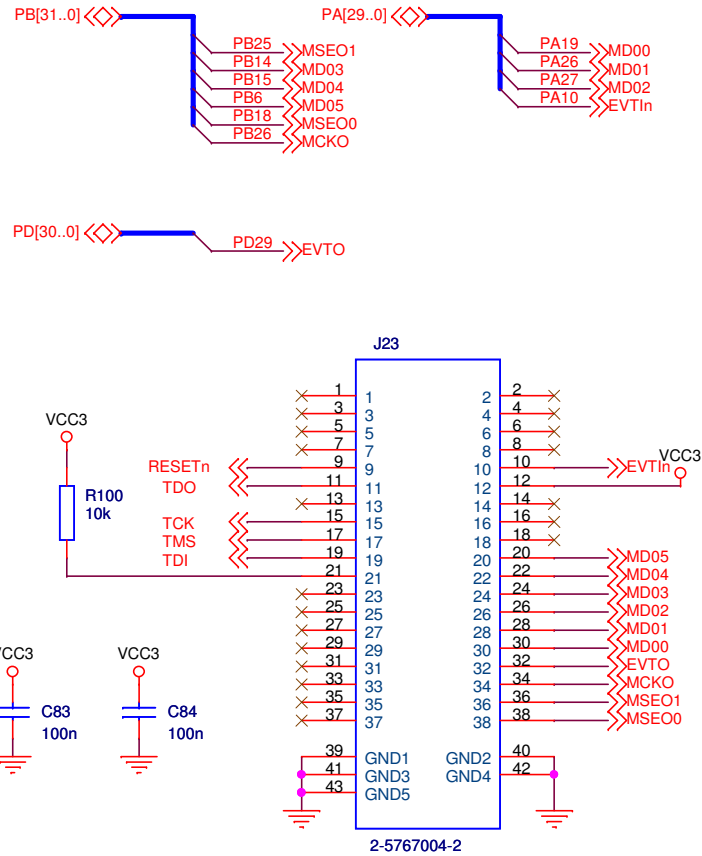 PB[31..0] PA[29..0]
PB25 MSEO1 PA19 MD00
PB14 MD03 PA26 MD01
PB15 MD04 PA27 MD02
PB6 MD05 PA10 EVTIn
PB18 MSEO0
PB26 MCKO
PD[30..0]
PD29 EVTO
J23
1 1 2 2
3 3 4 4
VCC3 5 5 6 6
7 7 8 8
RESETn 9 9 10 10 EVTIn VCC3
TDO 11 11 12 12
R100 13 13 14 14
10k
TCK 15 15 16 16
TMS 17 17 18 18
TDI 19 19 20 20 MD05
21 21 22 22 MD04
23 23 24 24 MD03
25 25 26 26 MD02
27 27 28 28 MD01
VCC3 VCC3 29 29 30 30 MD00
31 31 32 32 EVTO
33 33 34 34 MCKO
C83 C84 35 35 36 36 MSEO1
100n 100n 37 37 38 38 MSEO0
39 GND1 GND2 40
41 GND3 GND4 42
43 GND5
2-5767004-2